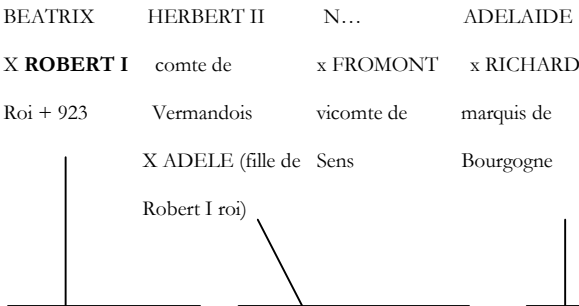 BEATRIX HERBERT II N… ADELAIDE
X ROBERT I comte de x FROMONT x RICHARD
Roi + 923 Vermandois vicomte de marquis de
X ADELE (fille de Sens Bourgogne
Robert I roi)